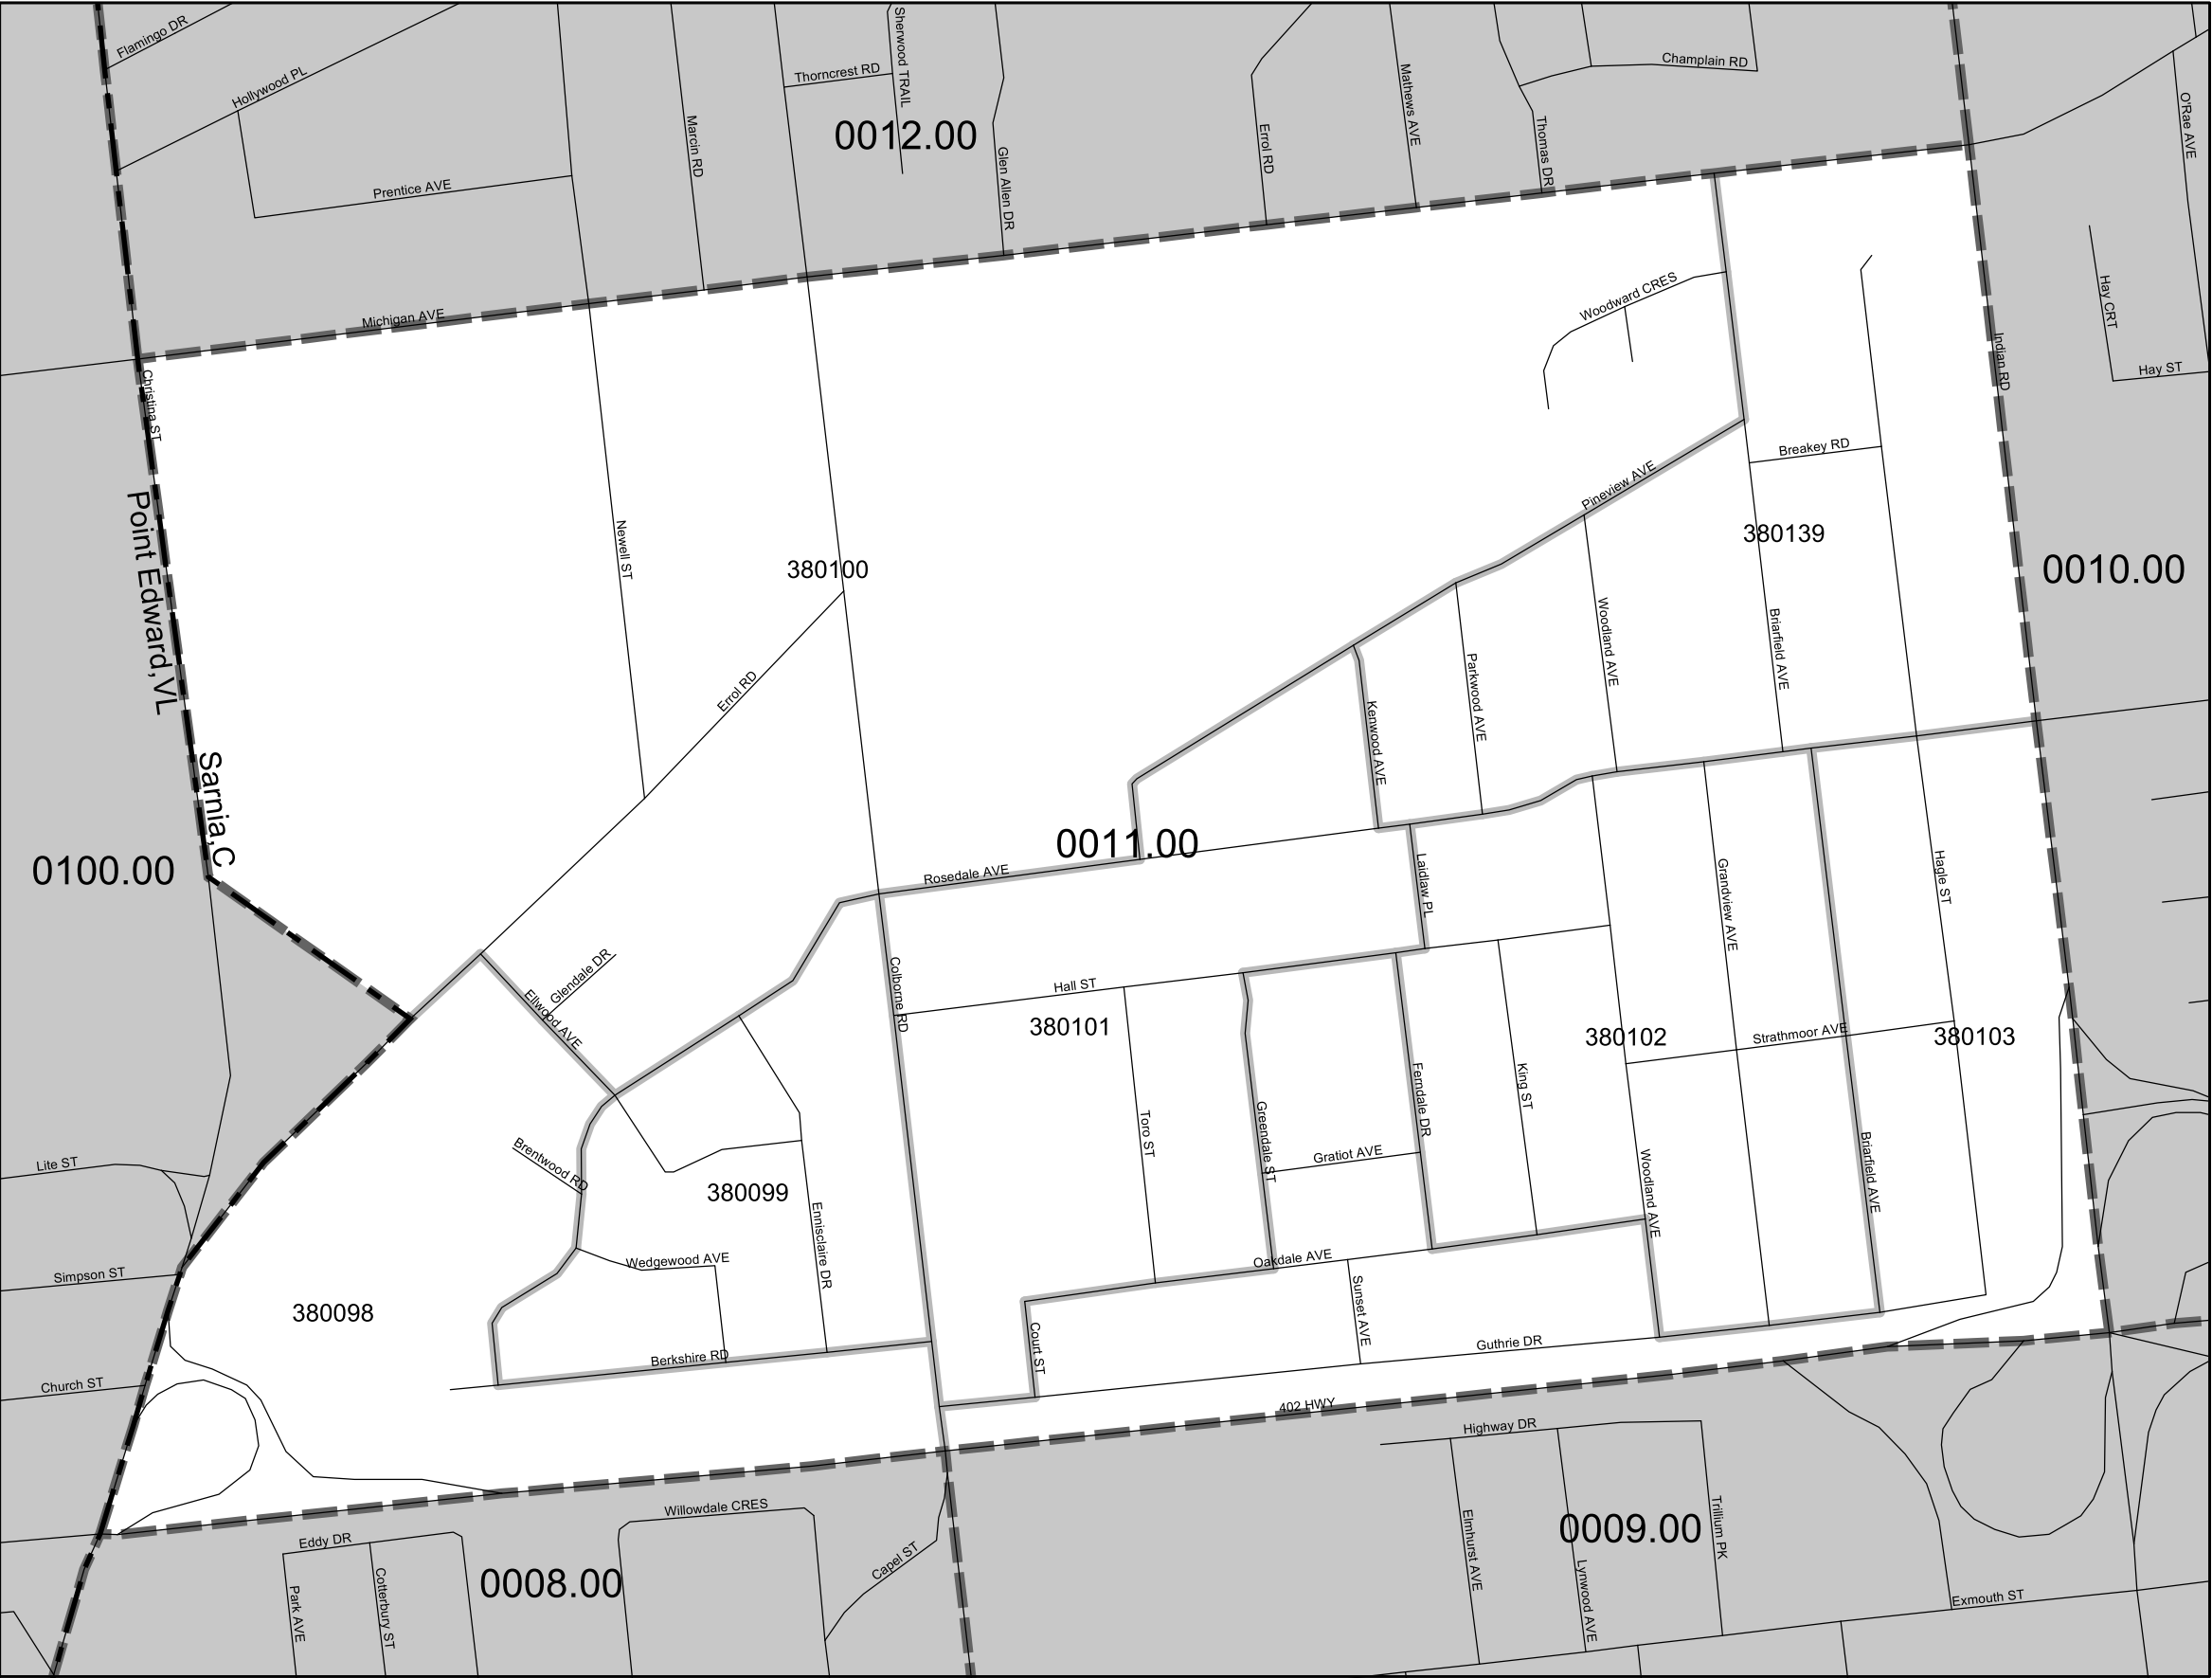 Flamingo DR
Hollywood PL
Prentice AVE
Marcin RD
Thorncrest RD
Sherwood TRAIL
0012.00
Glen Allen DR
Errol RD
Mathews AVE
Thomas DR
Champlain RD
O'Rae AVE
Hay CRT
Hay ST
Michigan AVE
Christina ST
Indian RD
Woodward CRES
Breakey RD
Pineview AVE
Point Edward,VL
Newell ST
380100
380139
0010.00
Errol RD
Kenwood AVE
Parkwood AVE
Woodland AVE
Briarfield AVE
Sarnia,C
0100.00
0011.00
Rosedale AVE
Laidlaw PL
Grandview AVE
Hagle ST
Glendale DR
Ellwood AVE
Colborne RD
Hall ST
380101
380102
Strathmoor AVE
380103
Toro ST
Greendale ST
Gratiot AVE
Ferndale DR
King ST
Woodland AVE
Briarfield AVE
Lite ST
Brentwood RD
380099
Ennisclaire DR
Wedgewood AVE
Oakdale AVE
Simpson ST
380098
Sunset AVE
Court ST
Guthrie DR
Berkshire RD
Church ST
402 HWY
Highway DR
Willowdale CRES
Eddy DR
Capel ST
0008.00
Park AVE
Cotterbury ST
Elmhurst AVE
0009.00
Lynwood AVE
Trillium PK
Exmouth ST